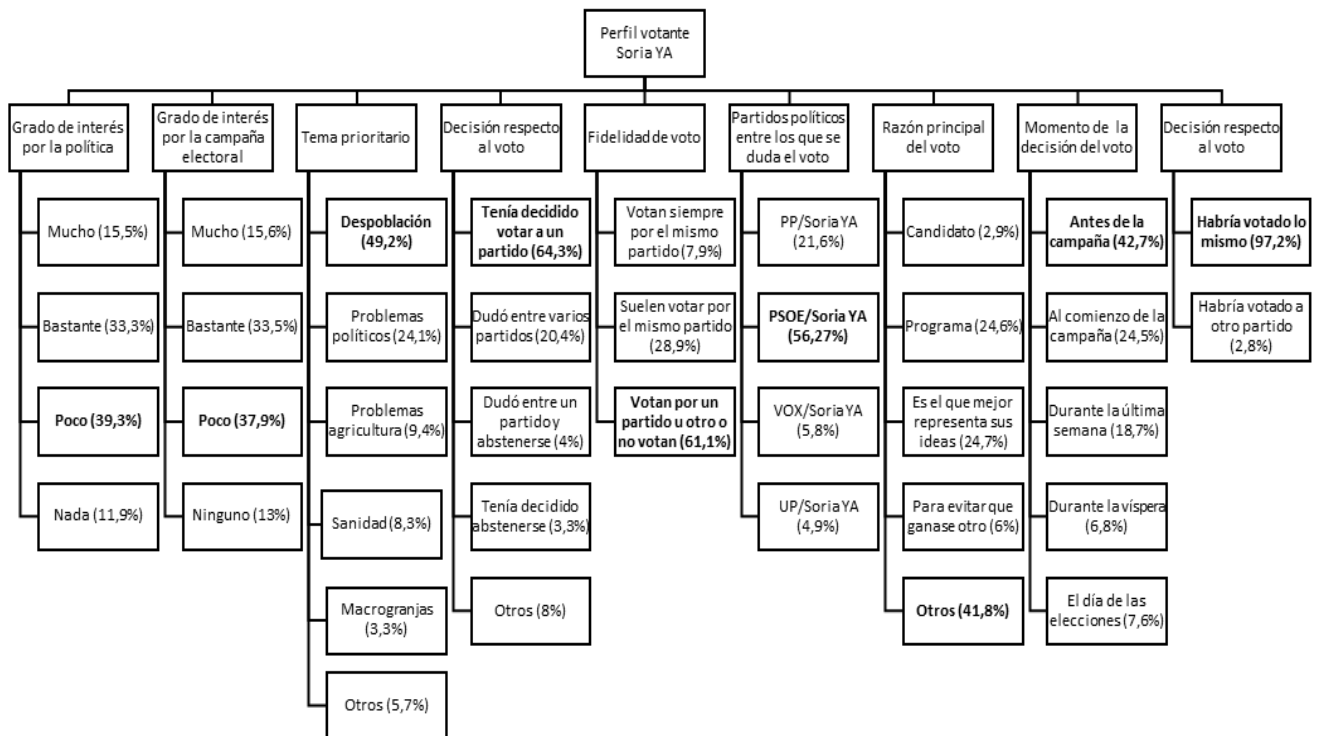 Perfil votante
Soria YA
Grado de interés
por la política
Mucho (15,5%)
Bastante (33,3%)
Poco (39,3%)
Nada (11,9%)
Grado de interés
por la campaña
electoral
Mucho (15,6%)
Bastante (33,5%)
Poco (37,9%)
Ninguno (13%)
Tema prioritario
Despoblación
(49,2%)
Problemas
políticos (24,1%)
Problemas
agricultura (9,4%)
Sanidad (8,3%)
Macrogranjas
(3,3%)
Otros (5,7%)
Decisión respecto
al voto
Tenía decidido
votar a un
partido (64,3%)
Dudó entre varios
partidos (20,4%)
Dudó entre un
partido y
abstenerse (4%)
Tenía decidido
abstenerse (3,3%)
Otros (8%)
Fidelidad de voto
Votan siempre
por el mismo
partido (7,9%)
Suelen votar por
el mismo partido
(28,9%)
Votan por un
partido u otro o
no votan (61,1%)
Partidos políticos
entre los que se
duda el voto
PP/Soria YA
(21,6%)
PSOE/Soria YA
(56,27%)
VOX/Soria YA
(5,8%)
UP/Soria YA
(4,9%)
Razón principal
del voto
Candidato (2,9%)
Programa (24,6%)
Es el que mejor
representa sus
ideas (24,7%)
Para evitar que
ganase otro (6%)
Otros (41,8%)
Momento de la
decisión del voto
Antes de la
campaña (42,7%)
Al comienzo de la
campaña (24,5%)
Durante la última
semana (18,7%)
Durante la víspera
(6,8%)
El día de las
elecciones (7,6%)
Decisión respecto
al voto
Habría votado lo
mismo (97,2%)
Habría votado a
otro partido
(2,8%)